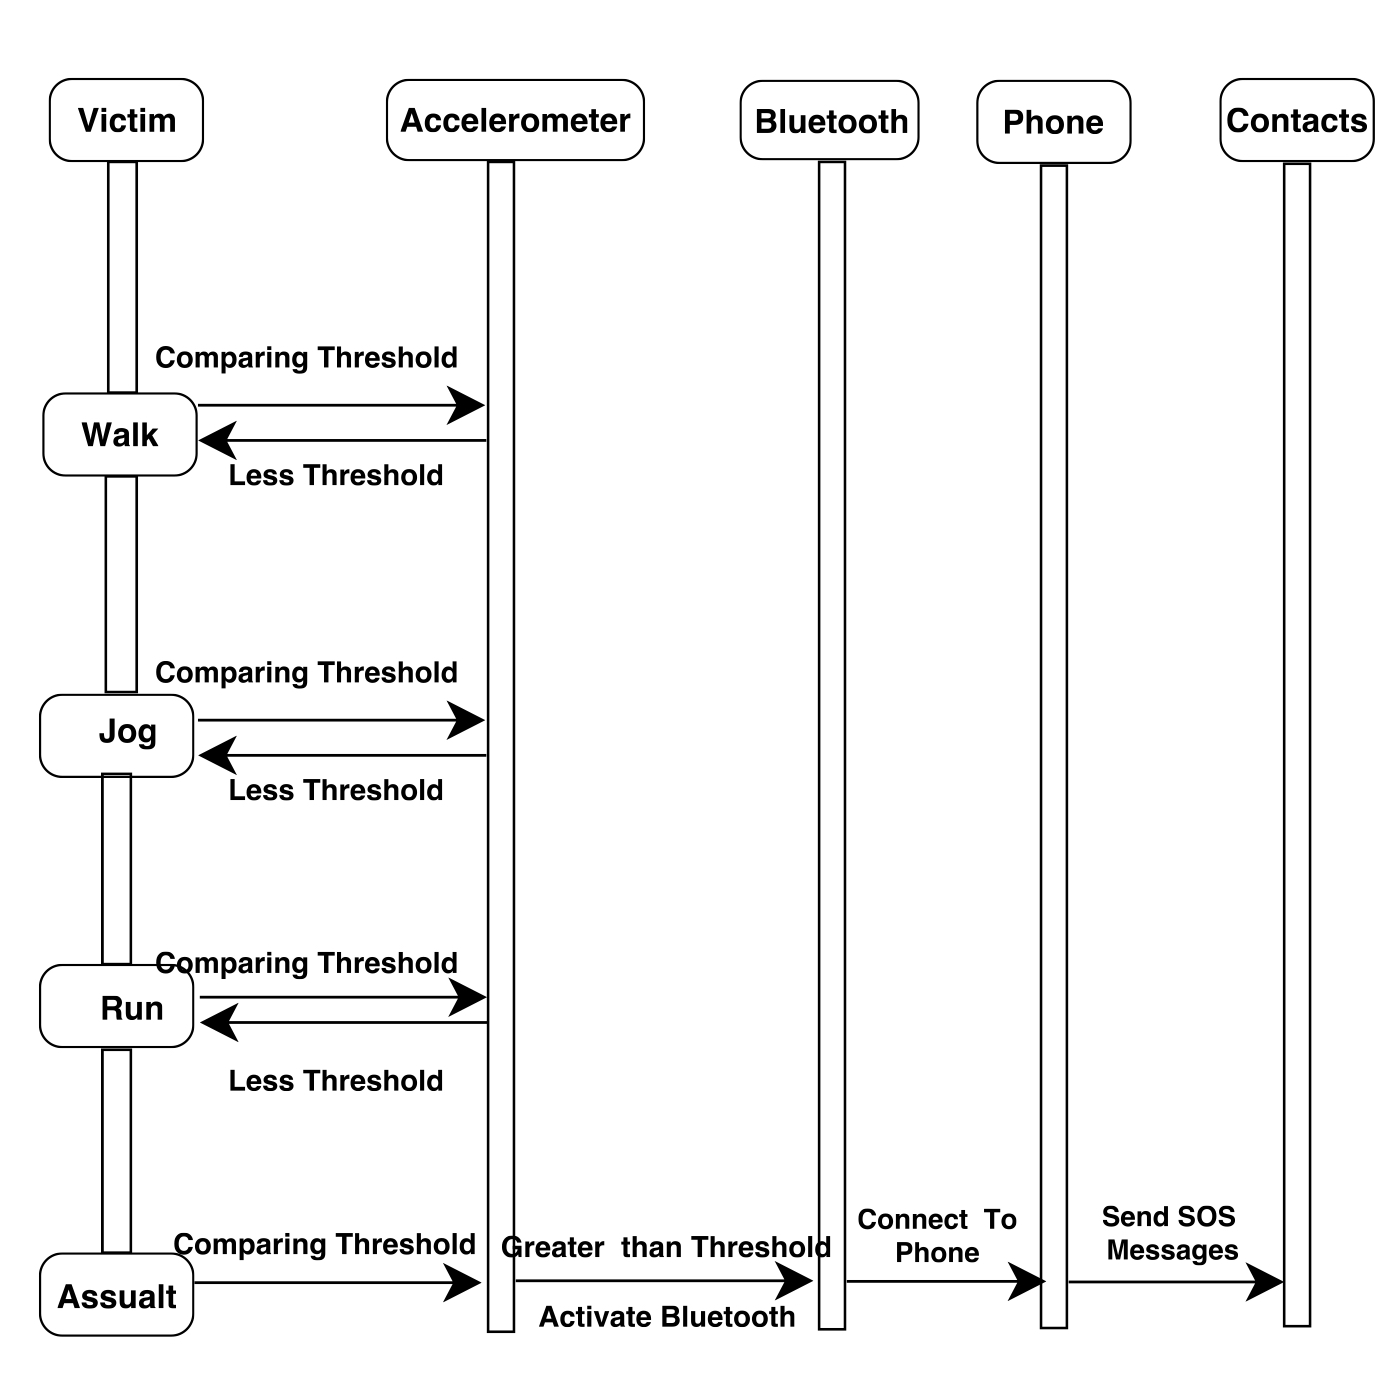 Victim
Accelerometer
Bluetooth
Phone
Contacts
Comparing Threshold
Walk
Less Threshold
Comparing Threshold
Jog
Less Threshold
Comparing Threshold
Run
Less Threshold
Comparing Threshold
Greater than Threshold
Connect To
Phone
Send SOS
Messages
Assualt
Activate Bluetooth